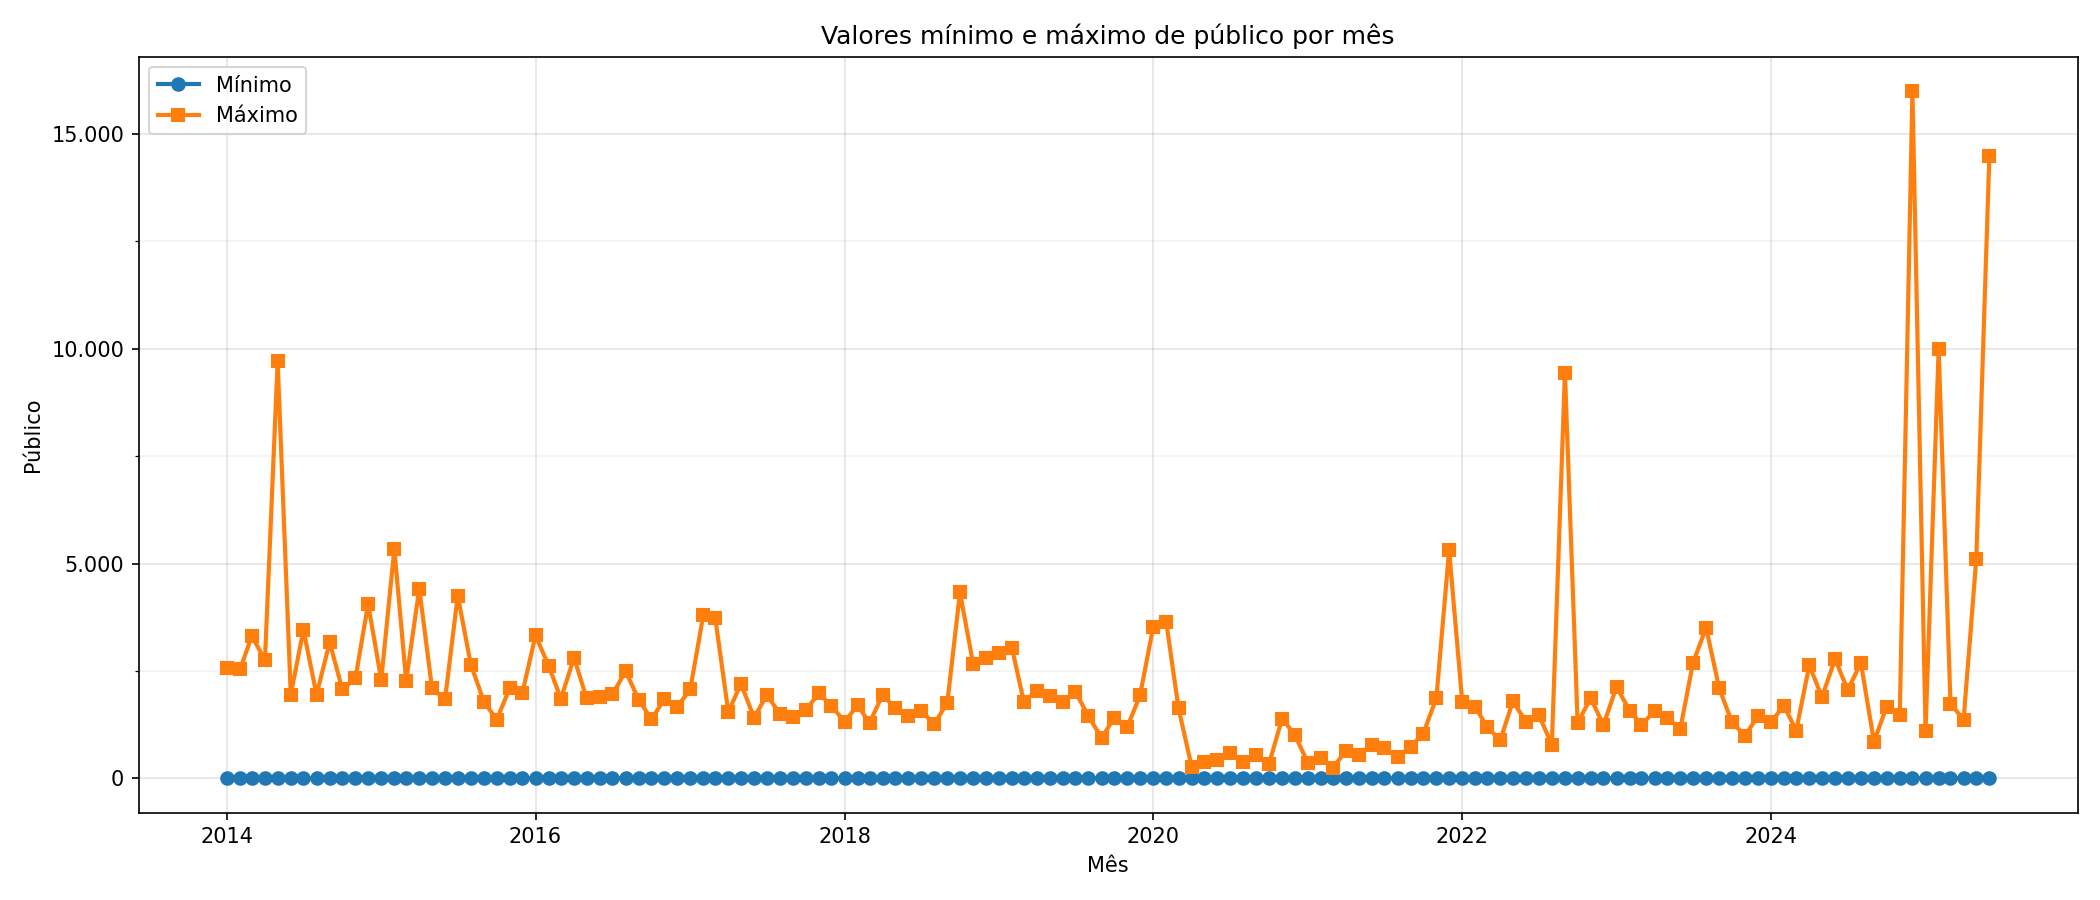 Valores mínimo e máximo de público por mês
Mínimo
Máximo
15.000
10.000
5.000
0
Público
2014
2016
2018
2020
2022
2024
Mês